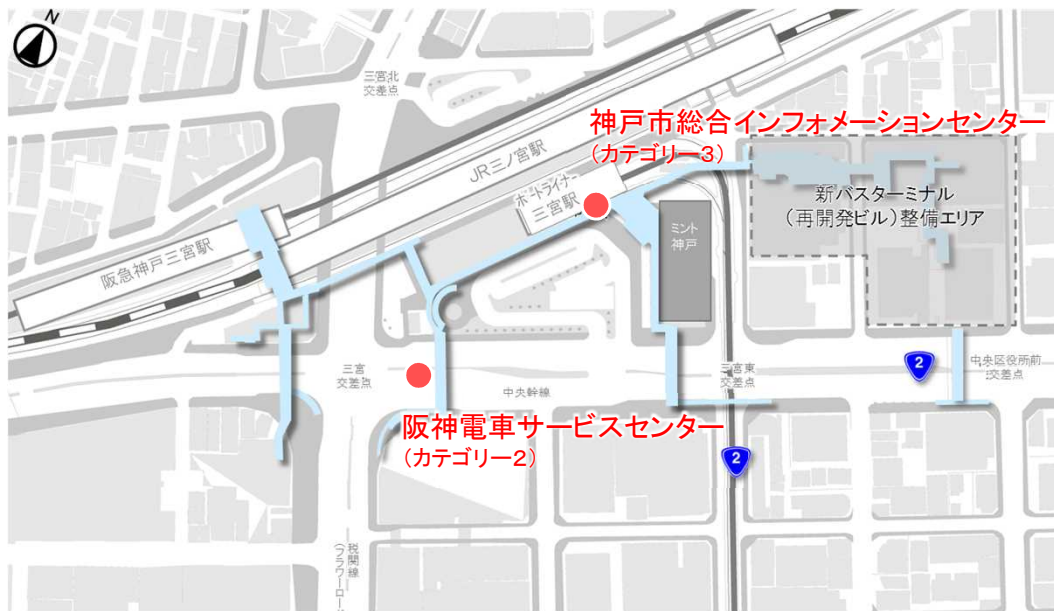 N
三宮北
交差点
神戸市総合インフォメーションセンター
(カテゴリー3)
JR三ノ宮駅
ポートライナー
三宮駅
新バスターミナル
(再開発ビル)整備エリア
ミント
神戸
阪急神戸三宮駅
三宮
交差点
中央幹線
三宮東
交差点
2
中央区役所前
交差点
阪神電車サービスセンター
(カテゴリー2)
2
税関線
(フラワーロード